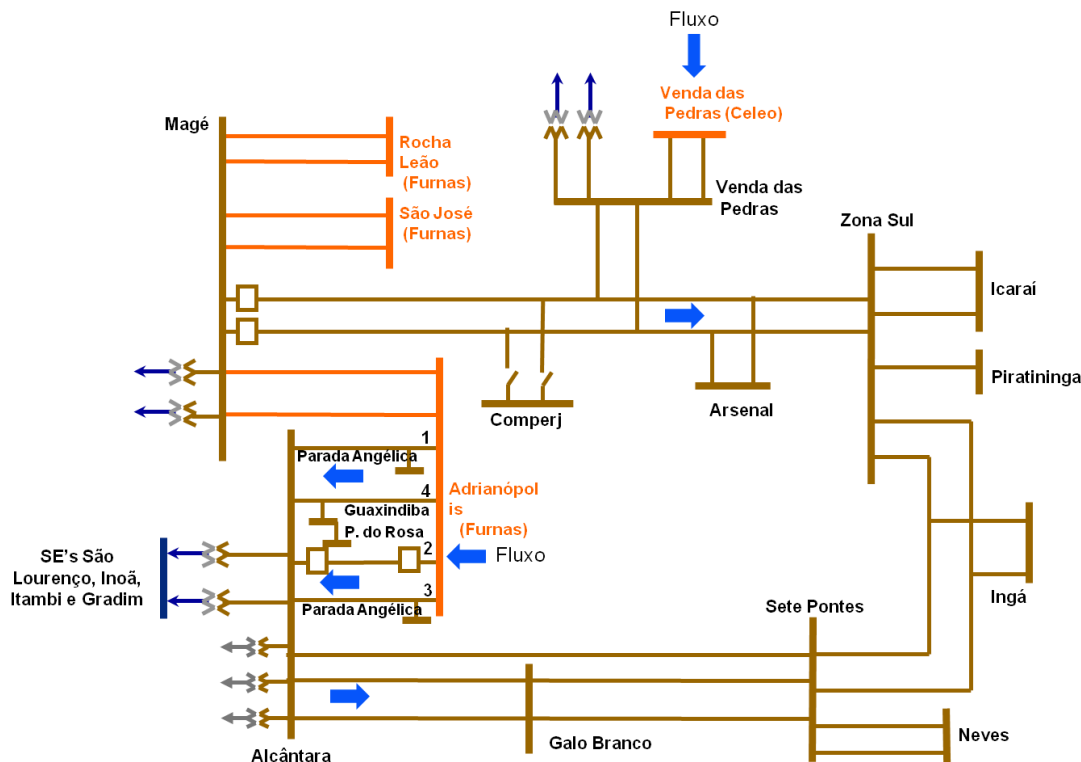 Fluxo
Venda das
Pedras (Celeo)
Magé
Rocha
Leão
(Furnas)
Venda das
Pedras
São José
(Furnas)
Zona Sul
Icaraí
Piratininga
Comperj
Arsenal
1
Parada Angélica
4
Guaxindiba
P. do Rosa
Adrianópol
is
(Furnas)
2
Fluxo
SE's São
Lourenço, Inoã,
Itambi e Gradim
3
Parada Angélica
Ingá
Sete Pontes
Galo Branco
Neves
Alcântara